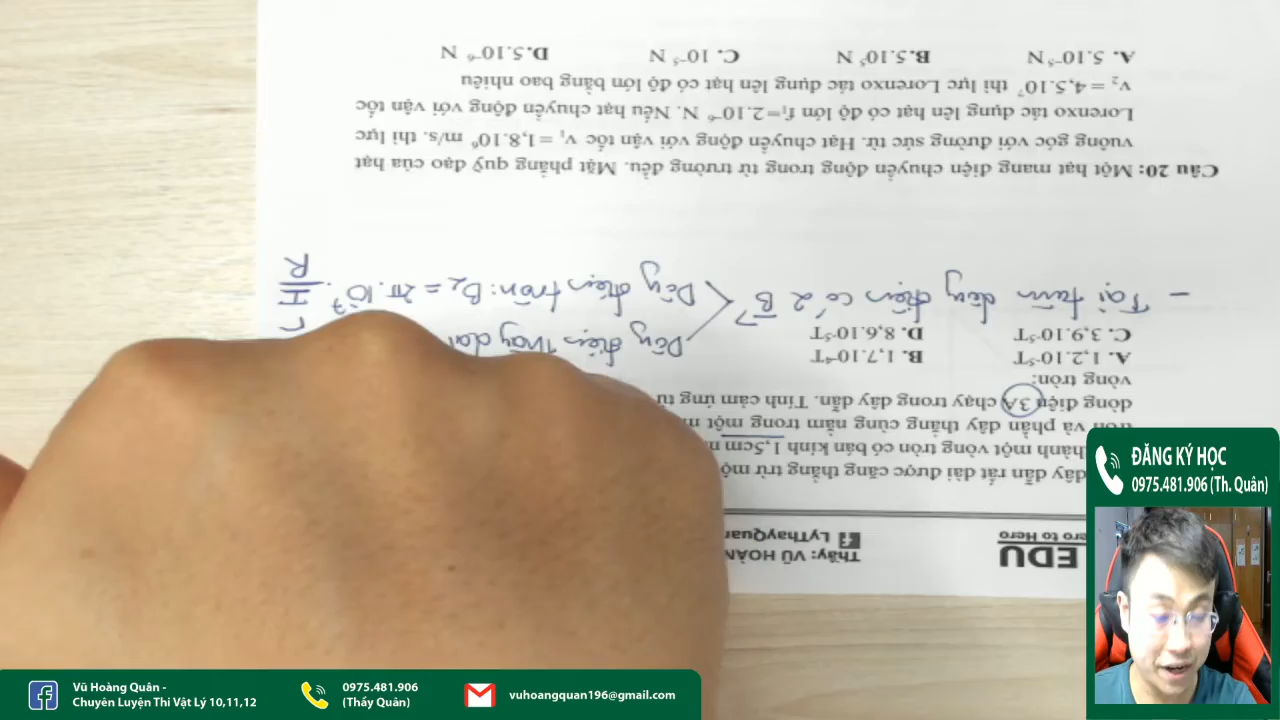 EDU
ero to Hero
Thầy: VŨ HOÀN
LyThayQuan
dây dẫn rất dài được căng thẳng trừ mộ
thành một vòng tròn có bán kính 1,5cm
tròn và phần dây thẳng cùng nằm trong một m
dòng điện 3A chạy trong dây dẫn. Tính cảm ứng từ
vòng tròn:
A. 1,2.10⁻⁵T B. 1,7.10⁻⁴T
C. 3,9.10⁻⁵T D. 8,6.10⁻⁵T
Dây điện thẳng dài
- Tại tâm dây điện có 2 B⃗ < Dây điện tròn: B₂ = 2π.10⁻⁷. I/R
Câu 20: Một hạt mang điện chuyển động trong từ trường đều. Mặt phẳng quỹ đạo của hạt
vuông góc với đường sức từ. Hạt chuyển động với vận tốc v₁ =1,8.10⁶ m/s. thì lực
Lorenxo tác dụng lên hạt có độ lớn f₁=2.10⁻⁶ N. Nếu hạt chuyển động với vận tốc
v₂ = 4,5.10⁷ thì lực Lorenxo tác dụng lên hạt có độ lớn bằng bao nhiêu
A. 5.10⁻⁵N B.5.10⁵ N C. 10⁻⁵ N D.5.10⁻⁶ N
ĐĂNG KÝ HỌC
0975.481.906 (Th. Quân)
Vũ Hoàng Quân -
Chuyên Luyện Thi Vật Lý 10,11,12
0975.481.906
(Thầy Quân)
vuhoangquan196@gmail.com